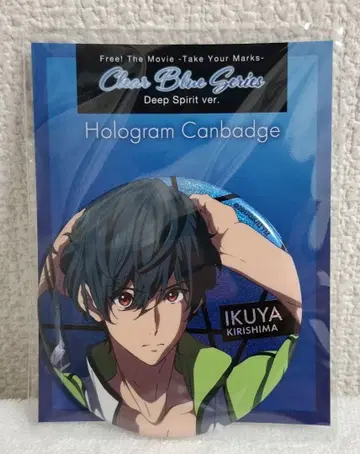 Free! The Movie -Take Your Marks-
Clear Blue Series
Deep Spirit ver.
Hologram Canbadge
IKUYA
KIRISHIMA